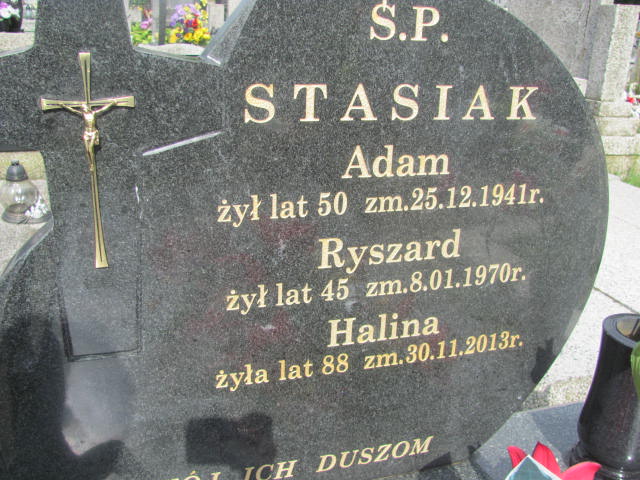 Ś.P.
STASIAK
Adam
żył lat 50 zm.25.12.1941r.
Ryszard
żył lat 45 zm.8.01.1970r.
Halina
żyła lat 88 zm.30.11.2013r.
ICH DUSZOM